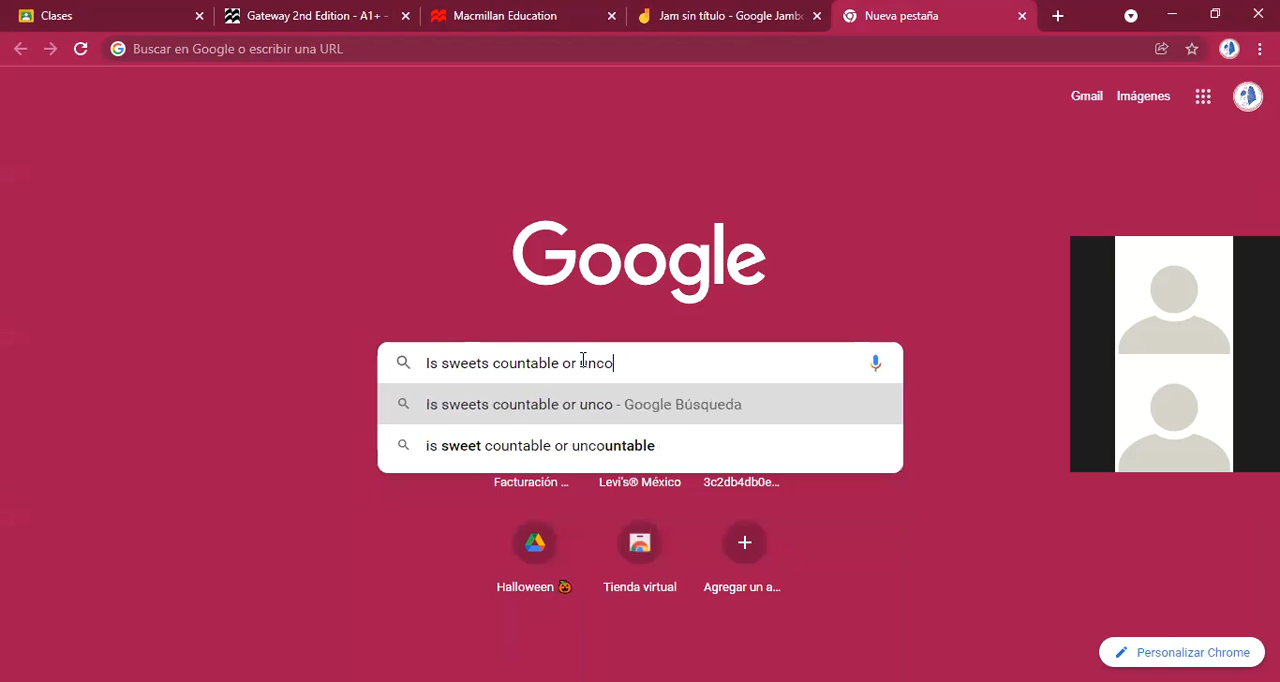 Clases
Gateway 2nd Edition - A1+ -
Macmillan Education
Jam sin título - Google Jambo
Nueva pestaña
Buscar en Google o escribir una URL
Gmail Imágenes
Google
Is sweets countable or unco
Is sweets countable or unco - Google Búsqueda
is sweet countable or uncountable
Facturación ...
Levi's® México
3c2db4db0e...
Halloween 🎃
Tienda virtual
Agregar un a...
Personalizar Chrome